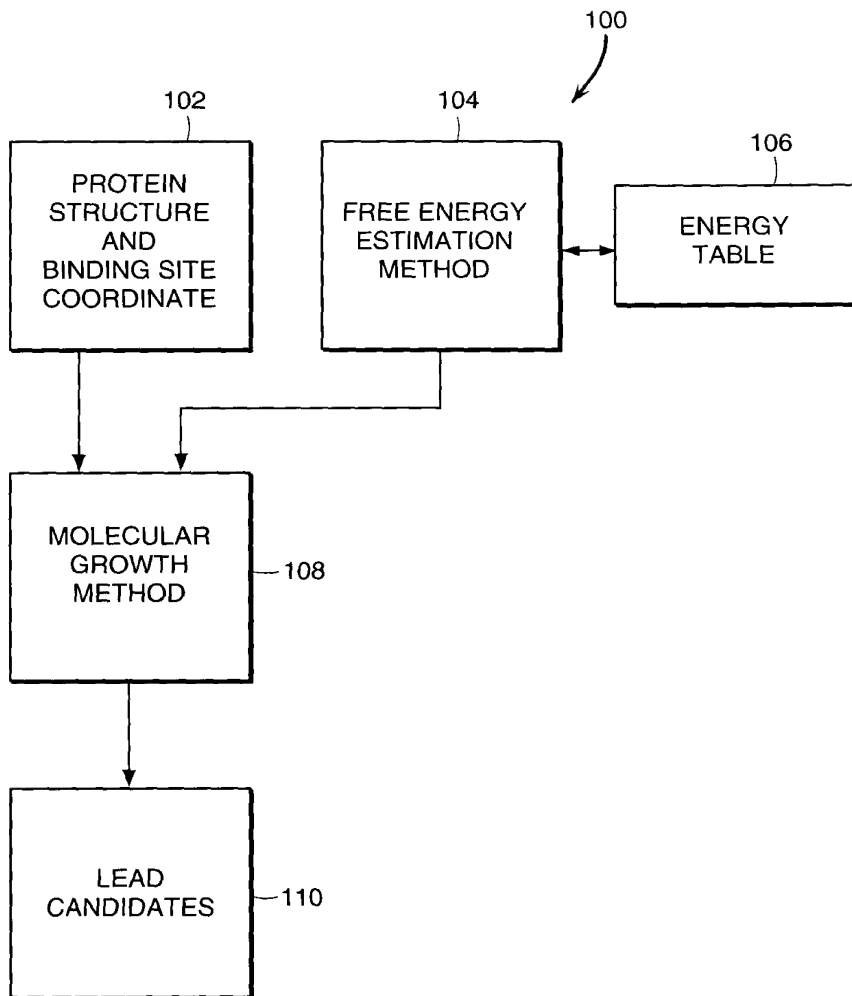 100
102
PROTEIN
STRUCTURE
AND
BINDING SITE
COORDINATE
104
FREE ENERGY
ESTIMATION
METHOD
106
ENERGY
TABLE
MOLECULAR
GROWTH
METHOD
108
LEAD
CANDIDATES
110